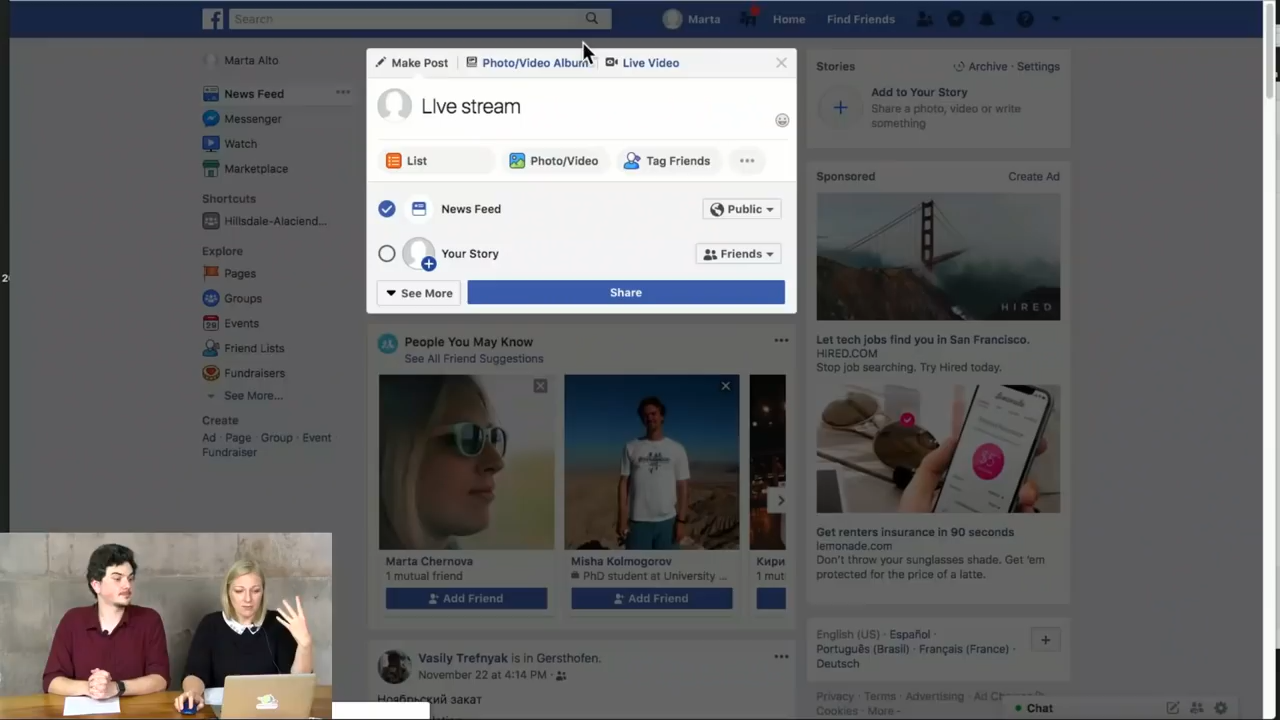 Search
Marta
Home
Find Friends
Marta Alto
News Feed
Messenger
Watch
Marketplace
Shortcuts
Hillsdale-Alaciend...
Explore
Pages
Groups
Events
Friend Lists
Fundraisers
See More...
Create
Ad · Page · Group · Event
Fundraiser
Make Post
Photo/Video Album
Live Video
LIve stream
List
Photo/Video
Tag Friends
News Feed
Public
Your Story
Friends
See More
Share
People You May Know
See All Friend Suggestions
Marta Chernova
1 mutual friend
Add Friend
Misha Kolmogorov
PhD student at University ...
Add Friend
Кири
1 mut
Vasily Trefnyak is in Gersthofen.
November 22 at 4:14 PM ·
Ноябрьский закат
Stories
Archive · Settings
Add to Your Story
Share a photo, video or write
something
Sponsored
Create Ad
HIRED
Let tech jobs find you in San Francisco.
HIRED.COM
Stop job searching. Try Hired today.
$5
Get renters insurance in 90 seconds
lemonade.com
Don't throw your sunglasses shade. Get 'em
protected for the price of a latte.
English (US) · Español ·
Português (Brasil) · Français (France) ·
Deutsch
Privacy · Terms · Advertising · Ad
Cookies · More
Chat